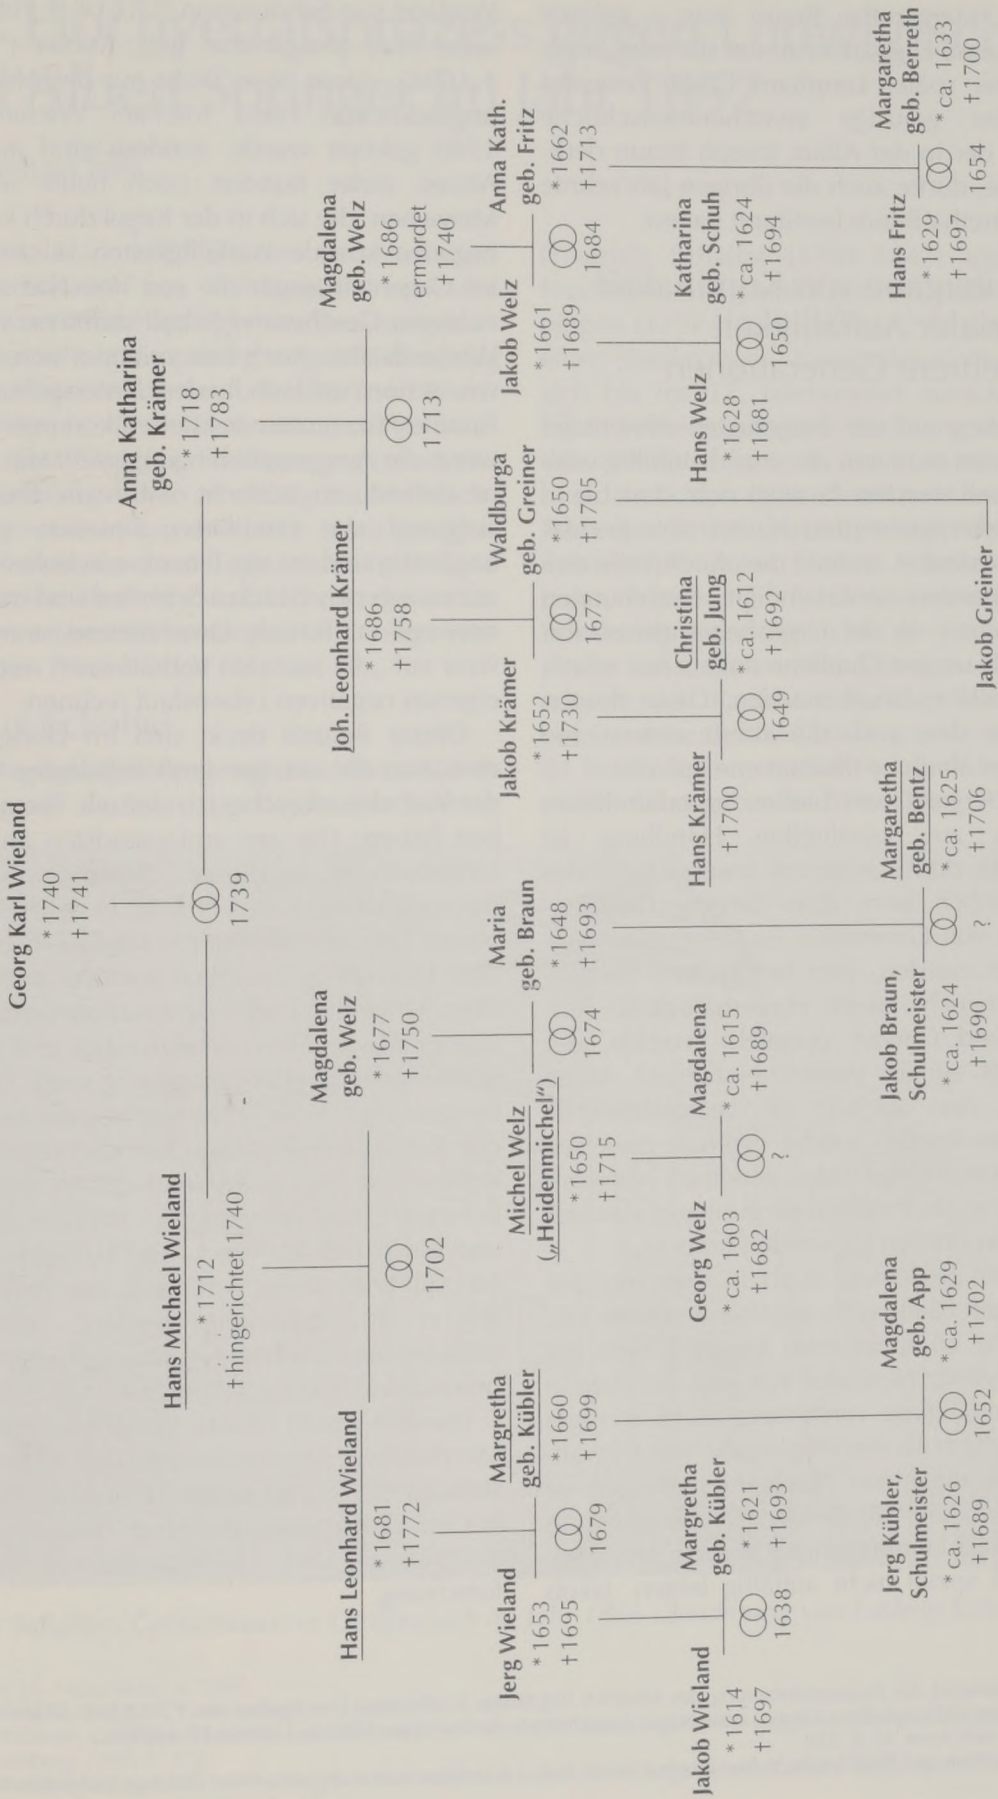 Georg Karl Wieland
*1740
†1741
1739
Hans Michael Wieland
*1712
†hingerichtet 1740
Anna Katharina
geb. Krämer
*1718
†1783
Hans Leonhard Wieland
*1681
†1772
1702
Magdalena
geb. Welz
*1677
†1750
Joh. Leonhard Krämer
*1686
†1758
1713
Magdalena
geb. Welz
*1686
ermordet
†1740
Jerg Wieland
*1653
†1695
1679
Margretha
geb. Kübler
*1660
†1699
Michel Welz
(„Heidenmichel“)
*1650
†1715
1674
Maria
geb. Braun
*1648
†1693
Jakob Krämer
*1652
†1730
1677
Waldburga
geb. Greiner
*1650
†1705
Jakob Welz
*1661
†1689
1684
Anna Kath.
geb. Fritz
*1662
†1713
Jakob Wieland
*1614
†1697
1638
Margretha
geb. Kübler
*1621
†1693
Georg Welz
*ca. 1603
†1682
?
Magdalena
*ca. 1615
†1689
Hans Krämer
†1700
1649
Christina
geb. Jung
*ca. 1612
†1692
Hans Welz
*1628
†1681
1650
Katharina
geb. Schuh
*ca. 1624
†1694
Jerg Kübler,
Schulmeister
*ca. 1626
†1689
1652
Magdalena
geb. App
*ca. 1629
†1702
Jakob Braun,
Schulmeister
*ca. 1624
†1690
?
Margaretha
geb. Bentz
*ca. 1625
†1706
Jakob Greiner
Hans Fritz
*1629
†1697
1654
Margaretha
geb. Berreth
*ca. 1633
†1700